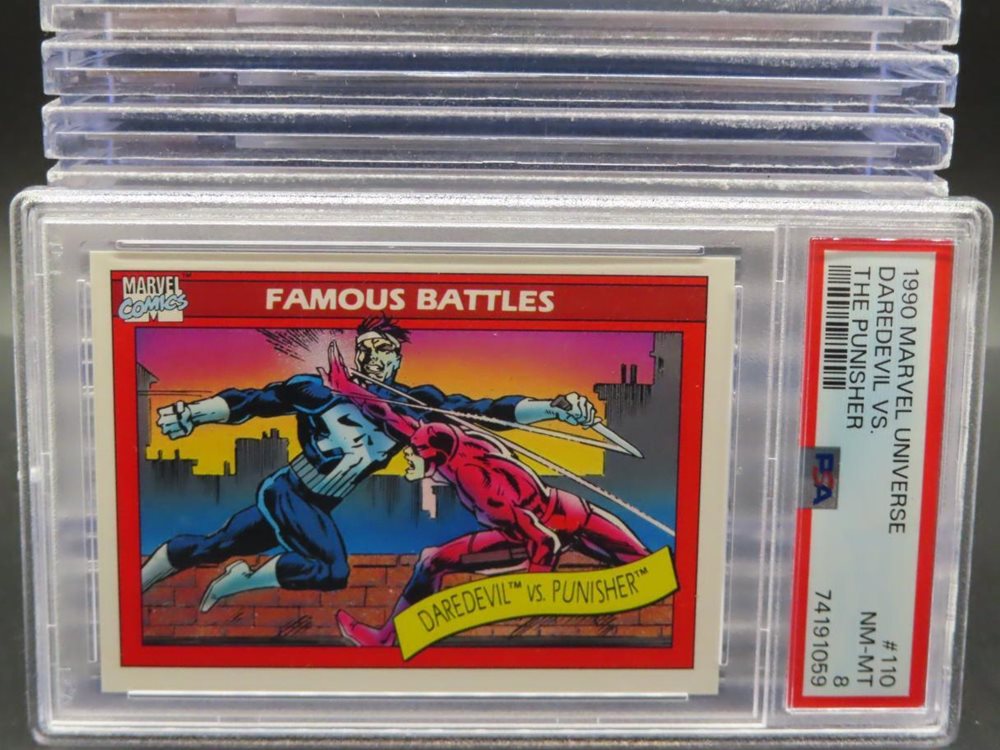 MARVEL™
COMICS
FAMOUS BATTLES
DAREDEVIL™ VS. PUNISHER™
1990 MARVEL UNIVERSE
DAREDEVIL VS.
THE PUNISHER
PSA
#110
NM-MT
8
74191059